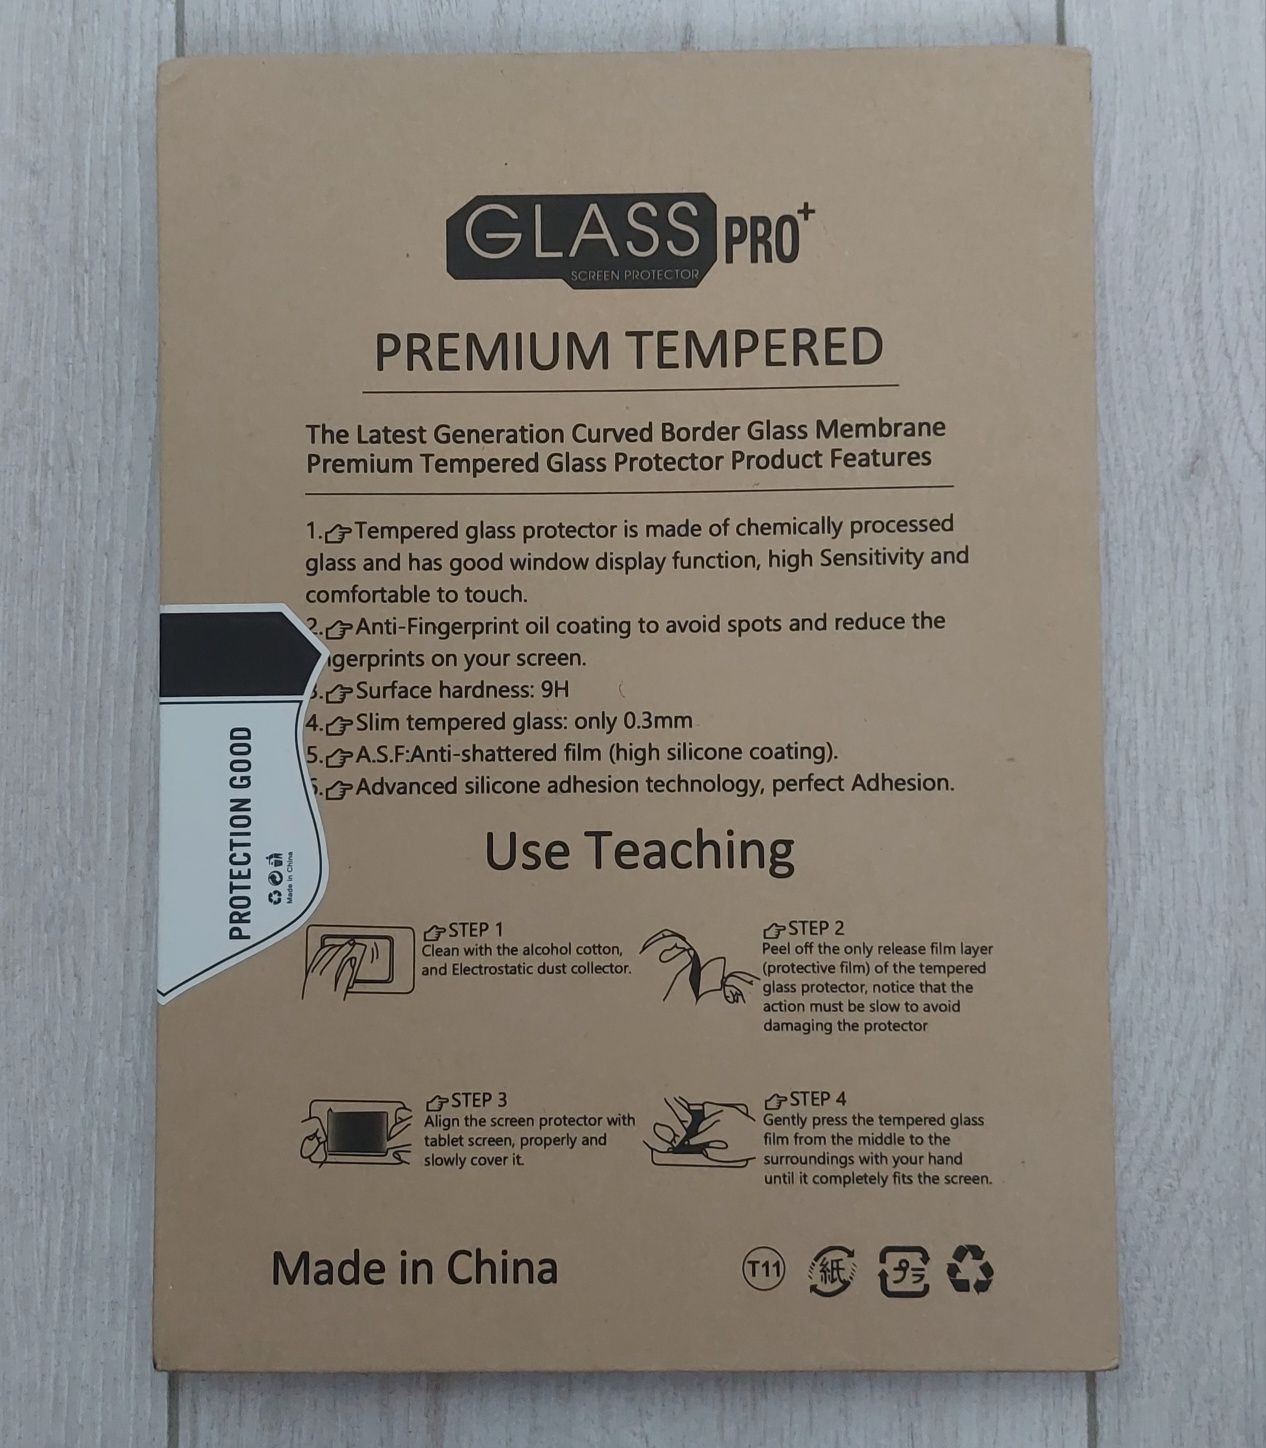 GLASS PRO+
SCREEN PROTECTOR
PREMIUM TEMPERED
The Latest Generation Curved Border Glass Membrane
Premium Tempered Glass Protector Product Features
1.Tempered glass protector is made of chemically processed
glass and has good window display function, high Sensitivity and
comfortable to touch.
2.Anti-Fingerprint oil coating to avoid spots and reduce the
gerprints on your screen.
3.Surface hardness: 9H
4.Slim tempered glass: only 0.3mm
5.A.S.F:Anti-shattered film (high silicone coating).
6.Advanced silicone adhesion technology, perfect Adhesion.
PROTECTION GOOD
Made in China
Use Teaching
STEP 1
Clean with the alcohol cotton,
and Electrostatic dust collector.
STEP 2
Peel off the only release film layer
(protective film) of the tempered
glass protector, notice that the
action must be slow to avoid
damaging the protector
STEP 3
Align the screen protector with
tablet screen, properly and
slowly cover it.
STEP 4
Gently press the tempered glass
film from the middle to the
surroundings with your hand
until it completely fits the screen.
Made in China
T11 紙 プラ